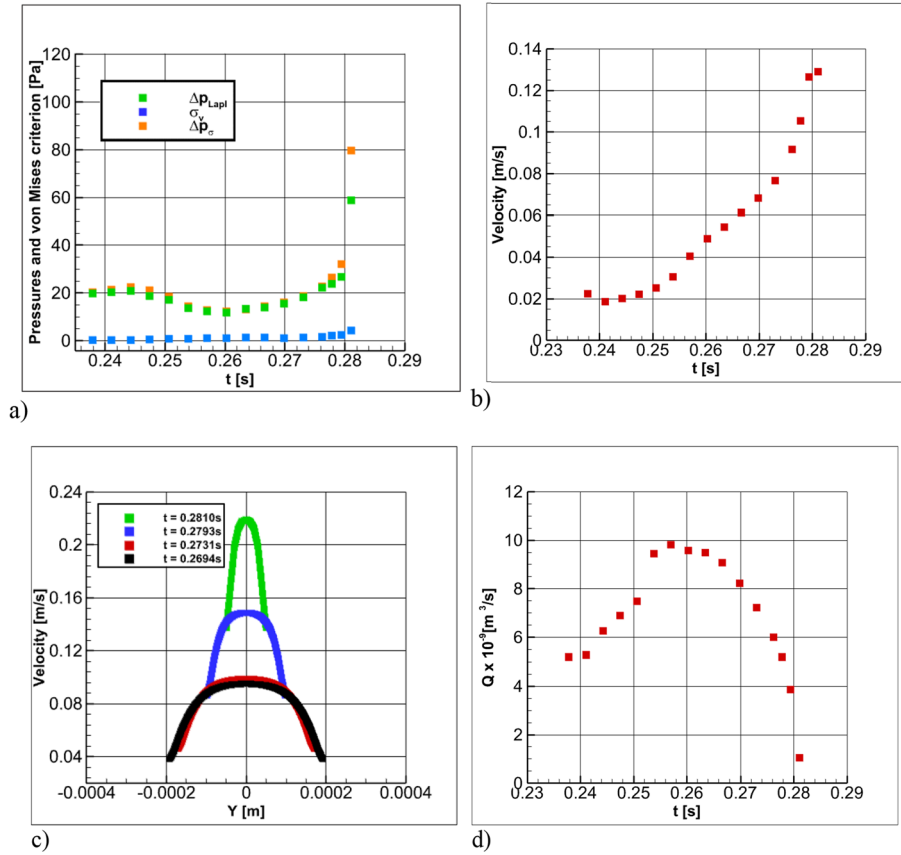 120
100
80
60
40
20
0
0.24 0.25 0.26 0.27 0.28 0.29
t [s]
Pressures and von Mises criterion [Pa]
Δp_Lapl
σ_v
Δp_σ
a)
0.14
0.12
0.1
0.08
0.06
0.04
0.02
0
0.23 0.24 0.25 0.26 0.27 0.28 0.29
t [s]
Velocity [m/s]
b)
0.24
0.2
0.16
0.12
0.08
0.04
-0.0004 -0.0002 0 0.0002 0.0004
Y [m]
Velocity [m/s]
t = 0.2810s
t = 0.2793s
t = 0.2731s
t = 0.2694s
c)
12
10
8
6
4
2
0
0.23 0.24 0.25 0.26 0.27 0.28 0.29
t [s]
Q x 10⁻⁹[m ³/s]
d)